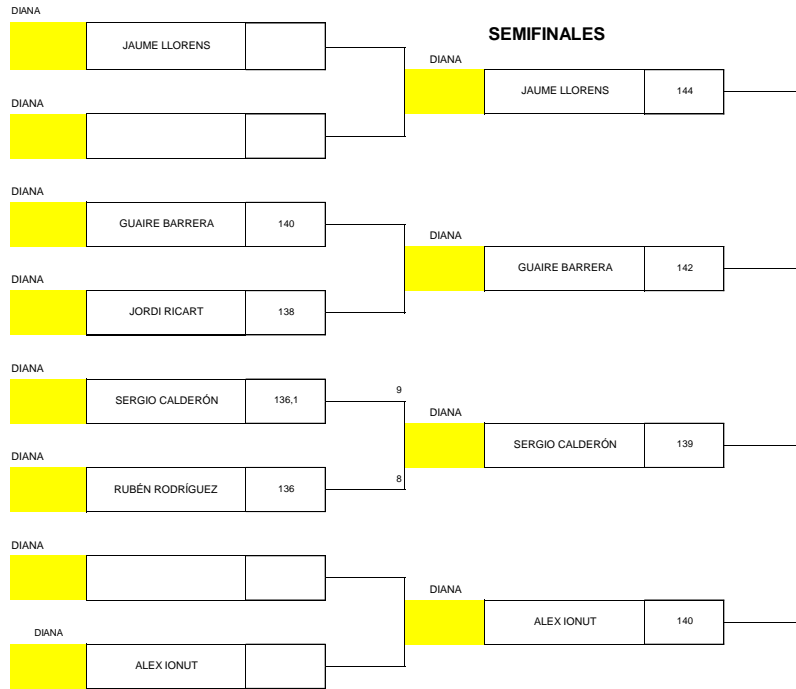 DIANA
JAUME LLORENS
DIANA
DIANA
GUAIRE BARRERA 140
DIANA
JORDI RICART 138
DIANA
SERGIO CALDERÓN 136,1 9
DIANA
RUBÉN RODRÍGUEZ 136 8
DIANA
DIANA
ALEX IONUT
SEMIFINALES
DIANA
JAUME LLORENS 144
DIANA
GUAIRE BARRERA 142
DIANA
SERGIO CALDERÓN 139
DIANA
ALEX IONUT 140